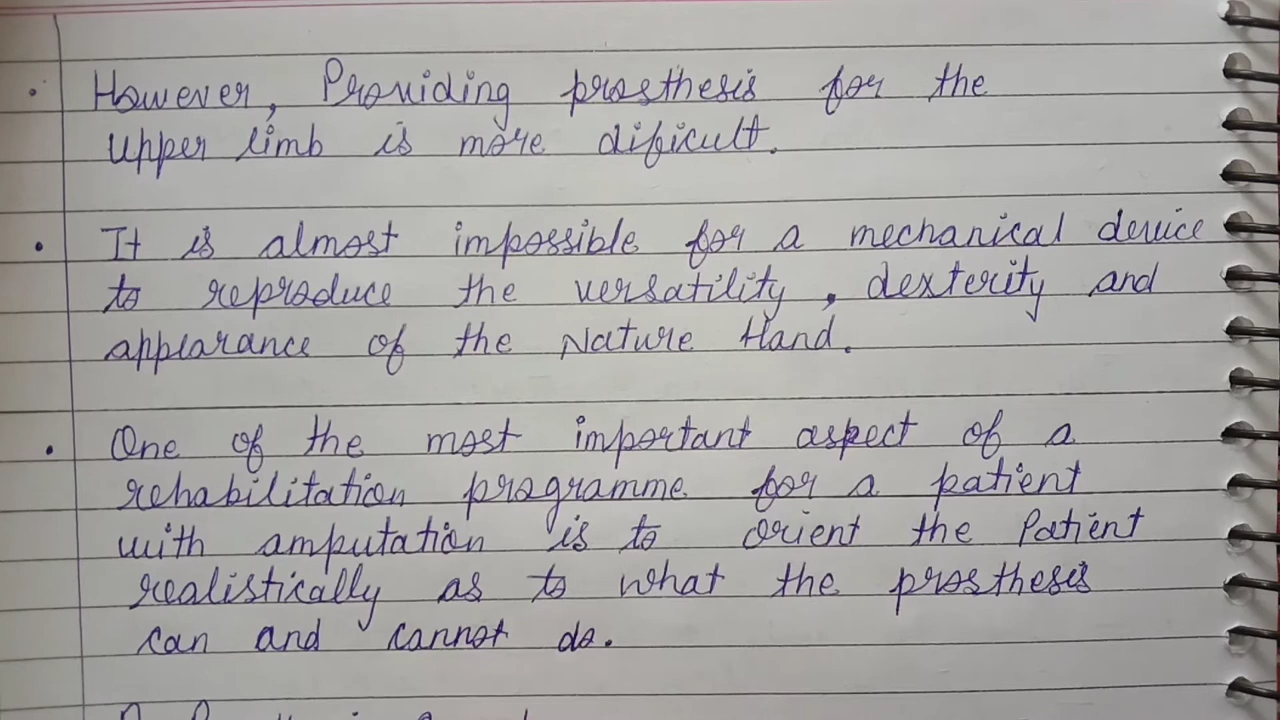 • However, Providing prosthesis for the
upper limb is more dificult.
• It is almost impossible for a mechanical device
to reproduce the versatility, dexterity and
appearance of the Nature Hand.
• One of the most important aspect of a
rehabilitation programme for a patient
with amputation is to orient the Patient
realistically as to what the prosthesis
can and cannot do.